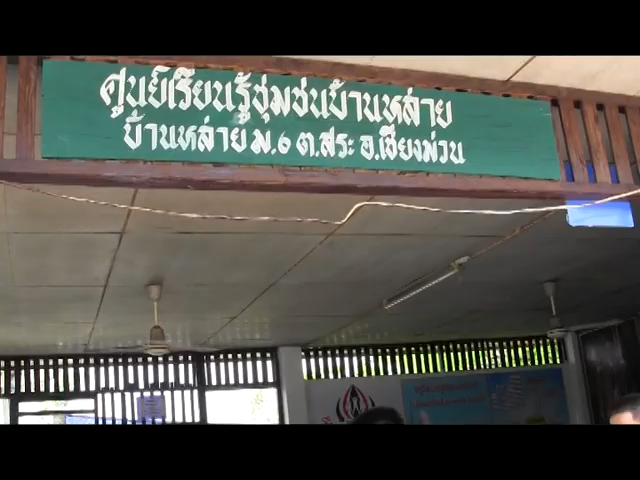 ศูนย์เรียนรู้ชุมชนบ้านหล่าย
บ้านหล่าย ม.๖ ต.สระ อ.เชียงม่วน